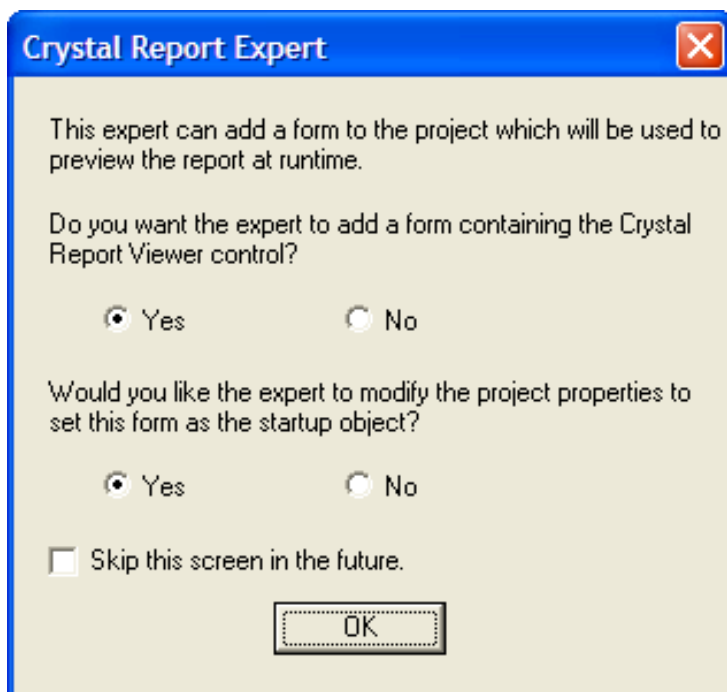 Crystal Report Expert
This expert can add a form to the project which will be used to
preview the report at runtime.
Do you want the expert to add a form containing the Crystal
Report Viewer control?
Yes No
Would you like the expert to modify the project properties to
set this form as the startup object?
Yes No
Skip this screen in the future.
OK